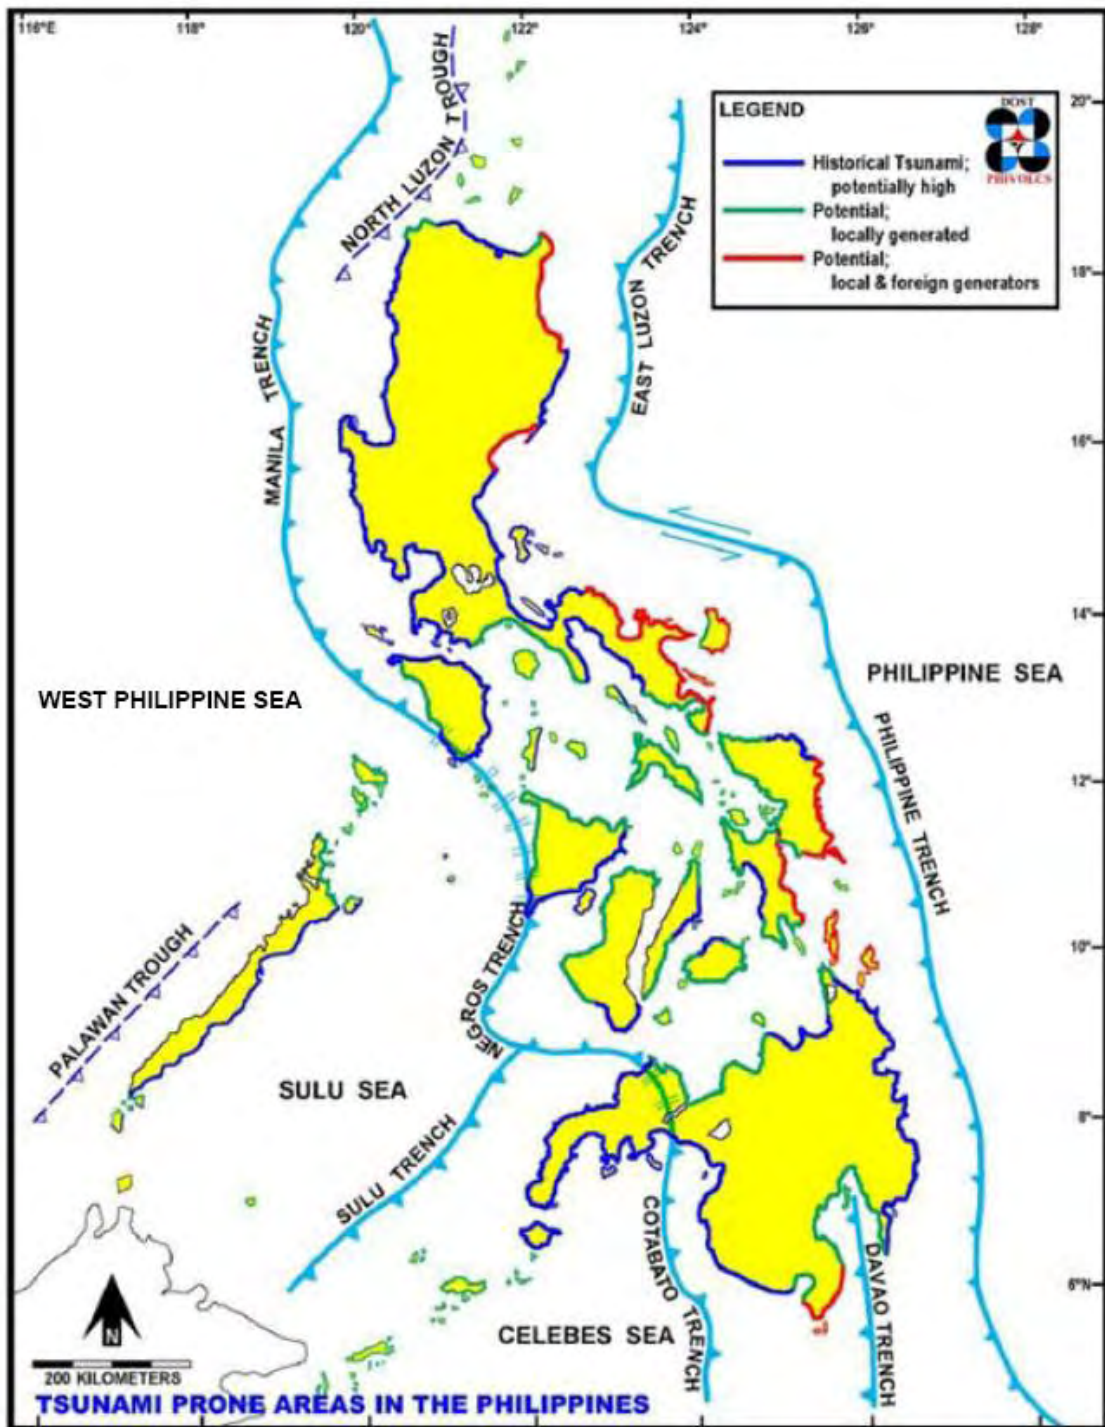 116°E
118°
120°
122°
124°
126°
128°
20°
18°
16°
14°
12°
10°
8°
6°N
LEGEND
DOST
PHIVOLCS
Historical Tsunami;
potentially high
Potential;
locally generated
Potential;
local & foreign generators
NORTH LUZON TROUGH
MANILA TRENCH
EAST LUZON TRENCH
WEST PHILIPPINE SEA
PHILIPPINE SEA
PHILIPPINE TRENCH
PALAWAN TROUGH
NEGROS TRENCH
SULU SEA
SULU TRENCH
COTABATO TRENCH
DAVAO TRENCH
CELEBES SEA
N
200 KILOMETERS
TSUNAMI PRONE AREAS IN THE PHILIPPINES